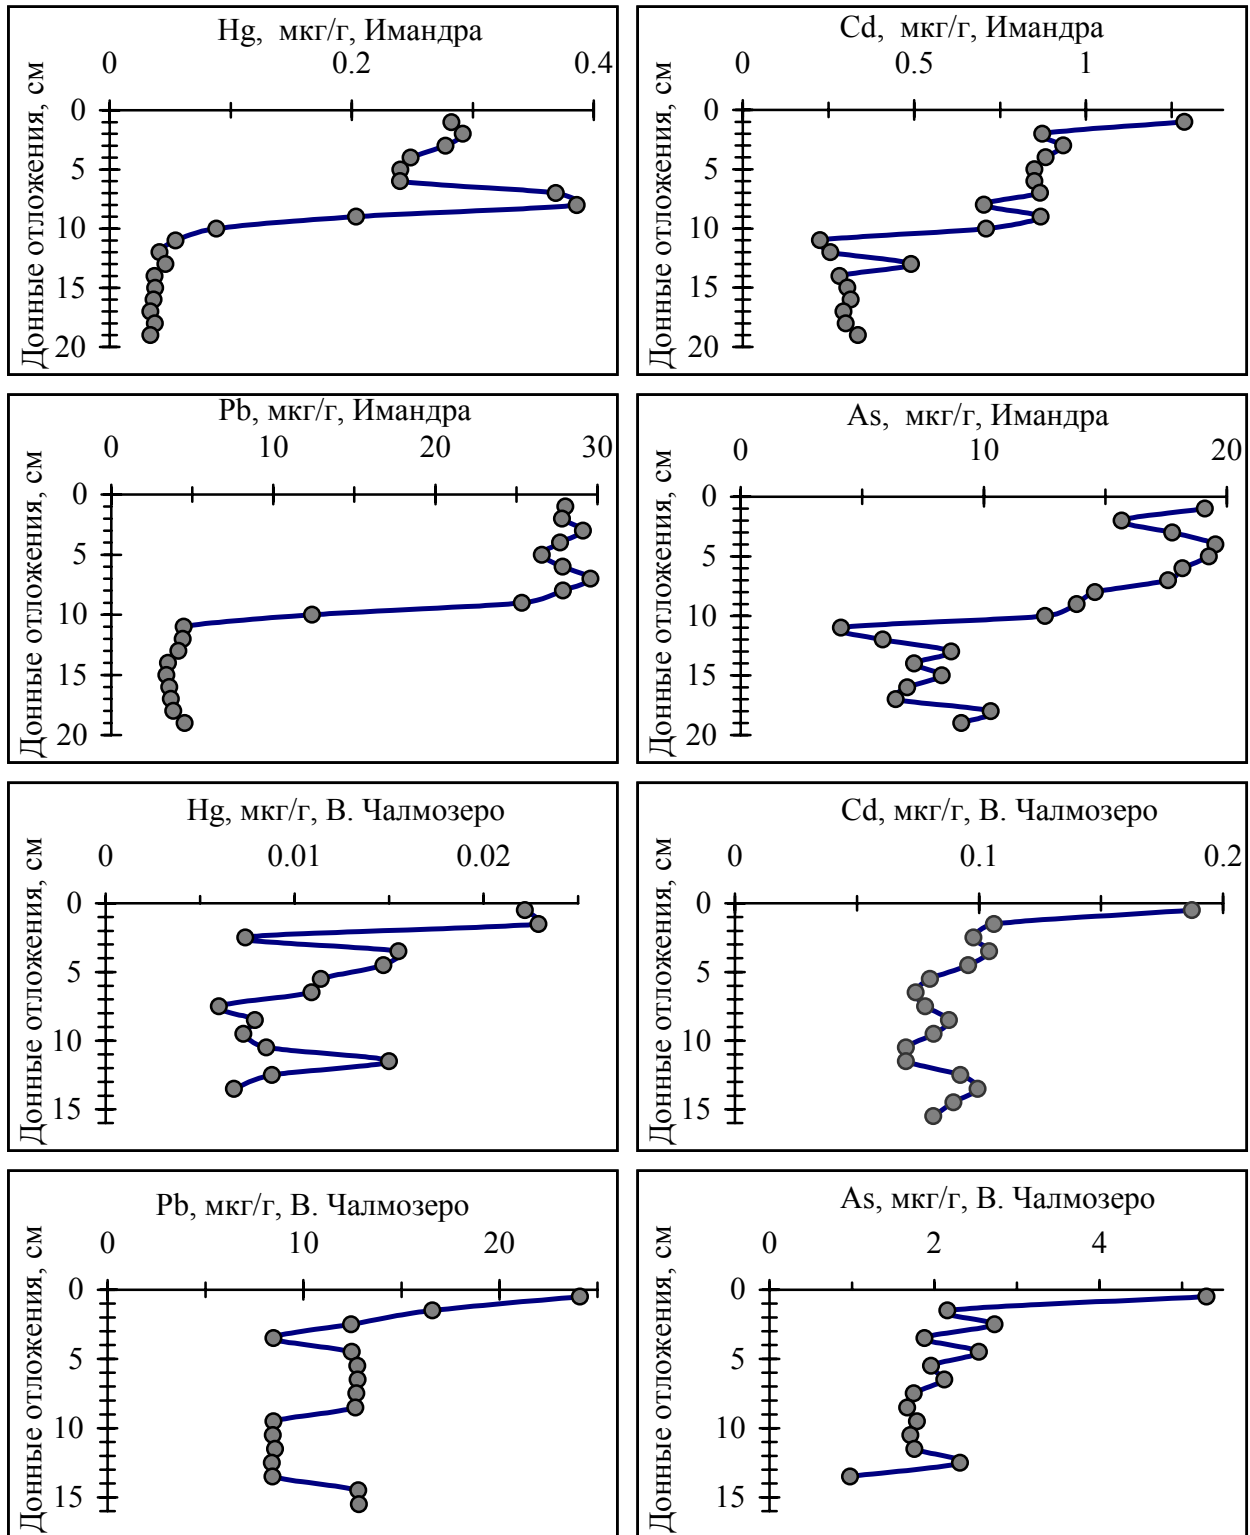 Hg, мкг/г, Имандра
0 0.2 0.4
Донные отложения, см
0
5
10
15
20
Cd, мкг/г, Имандра
0 0.5 1
Донные отложения, см
0
5
10
15
20
Pb, мкг/г, Имандра
0 10 20 30
Донные отложения, см
0
5
10
15
20
As, мкг/г, Имандра
0 10 20
Донные отложения, см
0
5
10
15
20
Hg, мкг/г, В. Чалмозеро
0 0.01 0.02
Донные отложения, см
0
5
10
15
Cd, мкг/г, В. Чалмозеро
0 0.1 0.2
Донные отложения, см
0
5
10
15
Pb, мкг/г, В. Чалмозеро
0 10 20
Донные отложения, см
0
5
10
15
As, мкг/г, В. Чалмозеро
0 2 4
Донные отложения, см
0
5
10
15